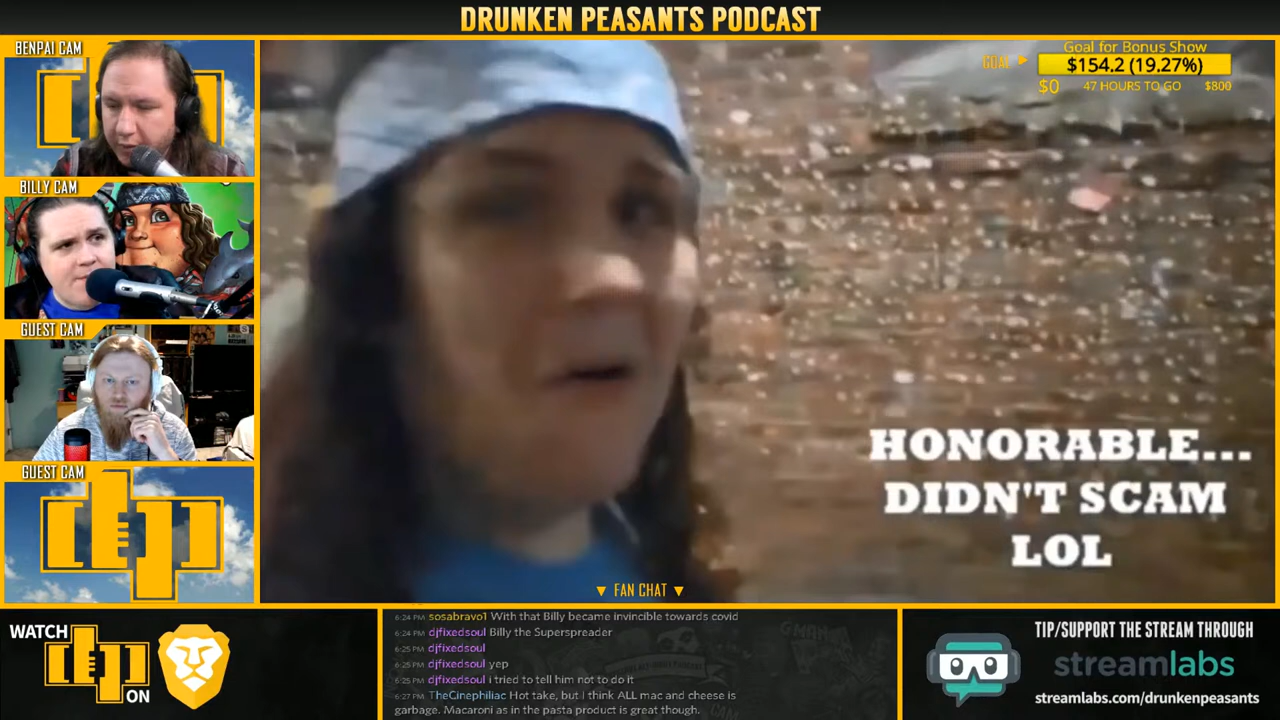 DRUNKEN PEASANTS PODCAST
BENPAI CAM
BILLY CAM
GUEST CAM
GUEST CAM
GOAL
Goal for Bonus Show
$154.2 (19.27%)
$0 47 HOURS TO GO $800
HONORABLE...
DIDN'T SCAM
LOL
▼ FAN CHAT ▼
WATCH
ON
6:24 PM sosabravo1 With that Billy became invincible towards covid
6:24 PM djfixedsoul Billy the Superspreader
6:25 PM djfixedsoul
6:25 PM djfixedsoul yep
6:25 PM djfixedsoul i tried to tell him not to do it
6:27 PM TheCinephiliac Hot take, but i think ALL mac and cheese is
garbage. Macaroni as in the pasta product is great though.
TIP/SUPPORT THE STREAM THROUGH
streamlabs
streamlabs.com/drunkenpeasants